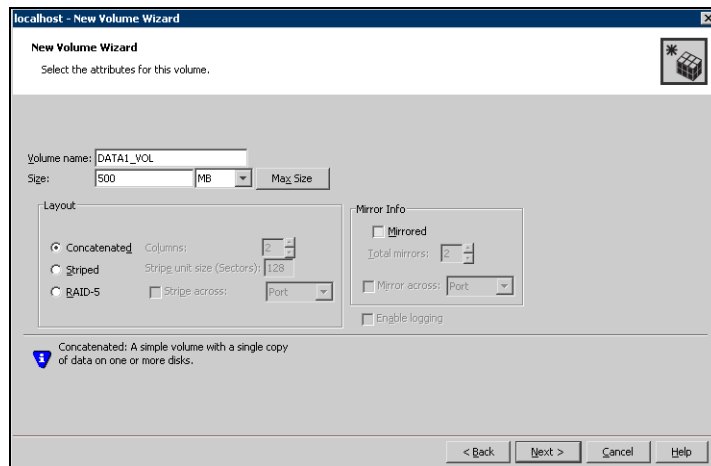 localhost - New Volume Wizard
New Volume Wizard
Select the attributes for this volume.
Volume name: DATA1_VOL
Size: 500 MB Max Size
Layout
Concatenated Columns: 2
Striped Stripe unit size (Sectors): 128
RAID-5 Stripe across: Port
Mirror Info
Mirrored
Total mirrors: 2
Mirror across: Port
Enable logging
Concatenated: A simple volume with a single copy
of data on one or more disks.
< Back Next > Cancel Help